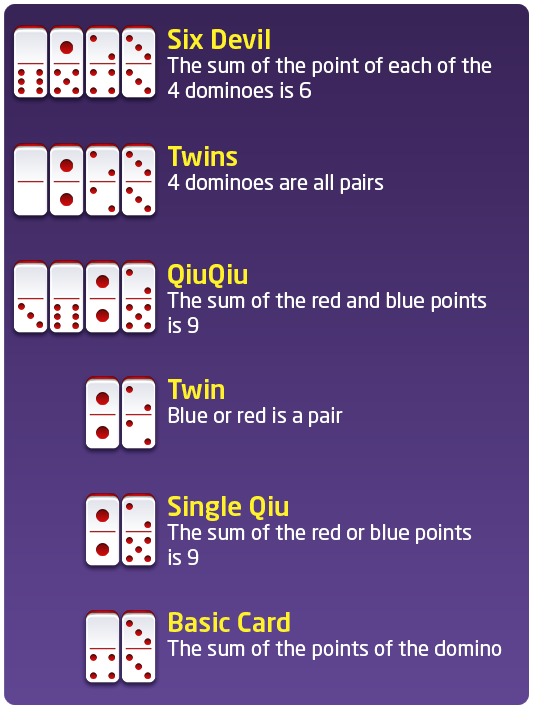 Six Devil
The sum of the point of each of the
4 dominoes is 6
Twins
4 dominoes are all pairs
QiuQiu
The sum of the red and blue points
is 9
Twin
Blue or red is a pair
Single Qiu
The sum of the red or blue points
is 9
Basic Card
The sum of the points of the domino